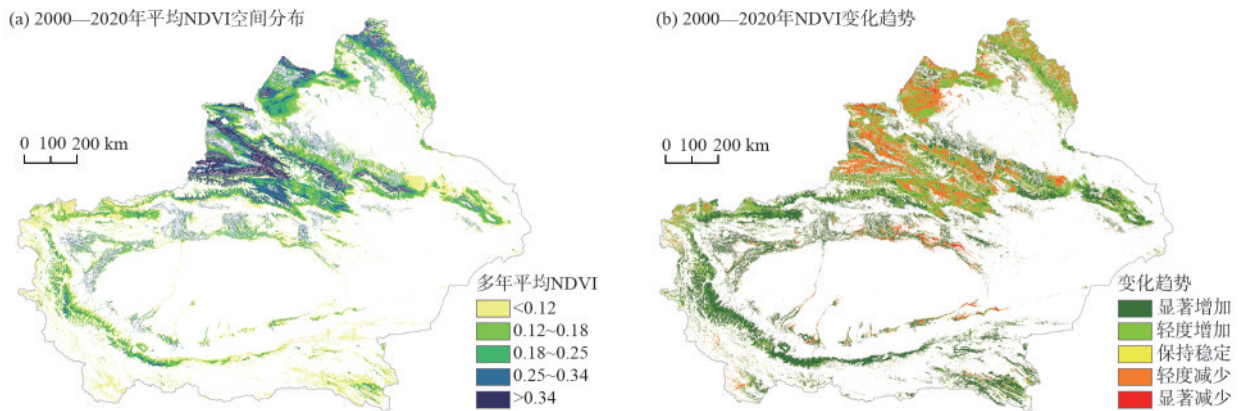 (a) 2000—2020年平均NDVI空间分布
0 100 200 km
多年平均NDVI
<0.12
0.12~0.18
0.18~0.25
0.25~0.34
>0.34
(b) 2000—2020年NDVI变化趋势
0 100 200 km
变化趋势
显著增加
轻度增加
保持稳定
轻度减少
显著减少